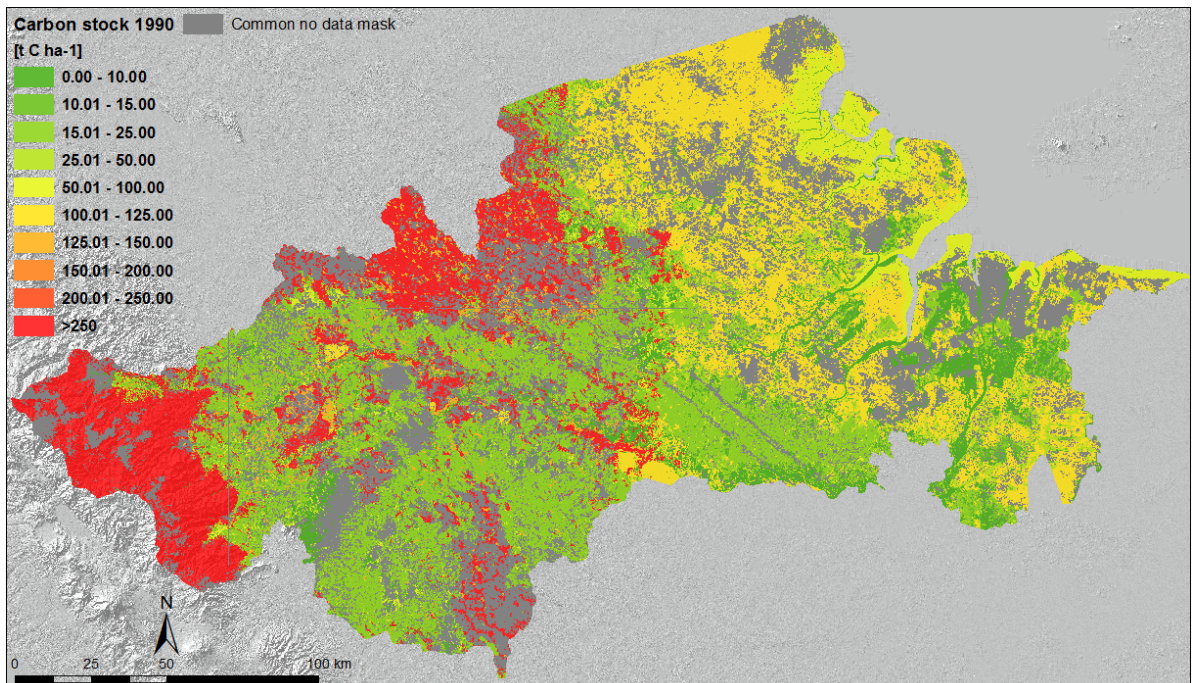 Carbon stock 1990 Common no data mask
[t C ha-1]
0.00 - 10.00
10.01 - 15.00
15.01 - 25.00
25.01 - 50.00
50.01 - 100.00
100.01 - 125.00
125.01 - 150.00
150.01 - 200.00
200.01 - 250.00
>250
N
0 25 50 100 km